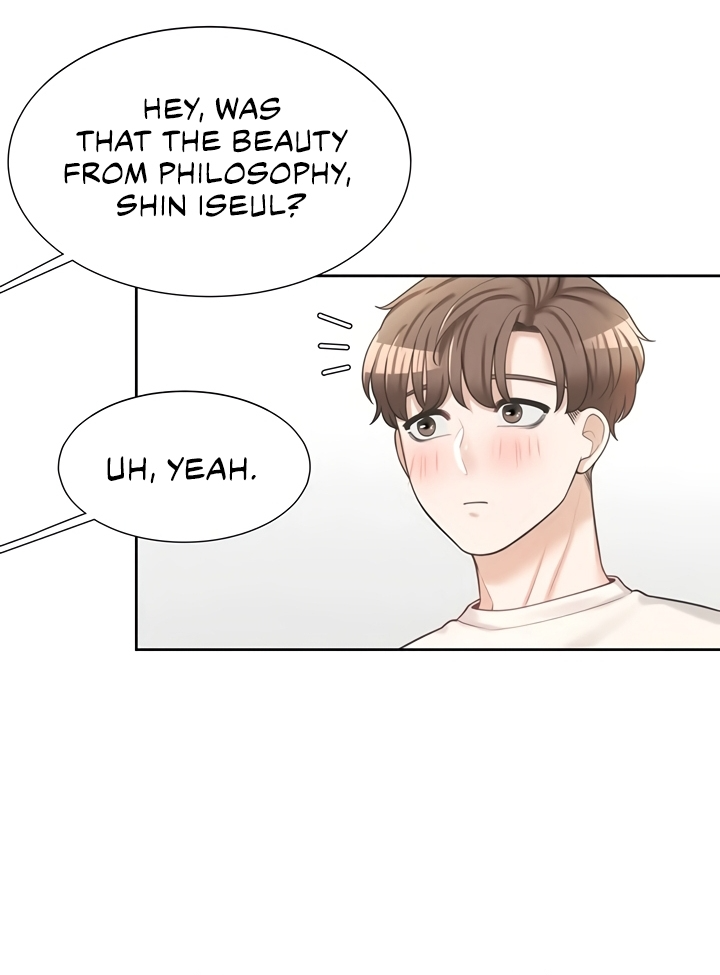 HEY, WAS
THAT THE BEAUTY
FROM PHILOSOPHY,
SHIN ISEUL?
UH, YEAH.